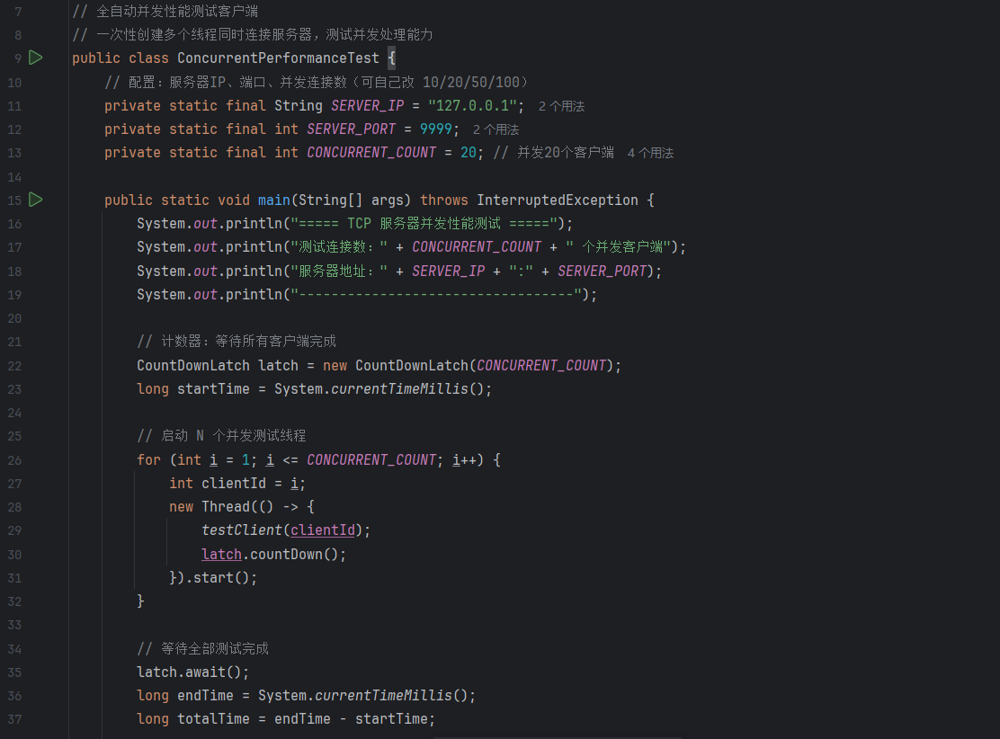 7 // 全自动并发性能测试客户端
8 // 一次性创建多个线程同时连接服务器，测试并发处理能力
9 public class ConcurrentPerformanceTest {
10 // 配置：服务器IP、端口、并发连接数（可自己改 10/20/50/100）
11 private static final String SERVER_IP = "127.0.0.1"; 2 个用法
12 private static final int SERVER_PORT = 9999; 2 个用法
13 private static final int CONCURRENT_COUNT = 20; // 并发20个客户端 4 个用法
14
15 public static void main(String[] args) throws InterruptedException {
16 System.out.println("===== TCP 服务器并发性能测试 =====");
17 System.out.println("测试连接数：" + CONCURRENT_COUNT + " 个并发客户端");
18 System.out.println("服务器地址：" + SERVER_IP + ":" + SERVER_PORT);
19 System.out.println("----------------------------------");
20
21 // 计数器：等待所有客户端完成
22 CountDownLatch latch = new CountDownLatch(CONCURRENT_COUNT);
23 long startTime = System.currentTimeMillis();
24
25 // 启动 N 个并发测试线程
26 for (int i = 1; i <= CONCURRENT_COUNT; i++) {
27 int clientId = i;
28 new Thread(() -> {
29 testClient(clientId);
30 latch.countDown();
31 }).start();
32 }
33
34 // 等待全部测试完成
35 latch.await();
36 long endTime = System.currentTimeMillis();
37 long totalTime = endTime - startTime;